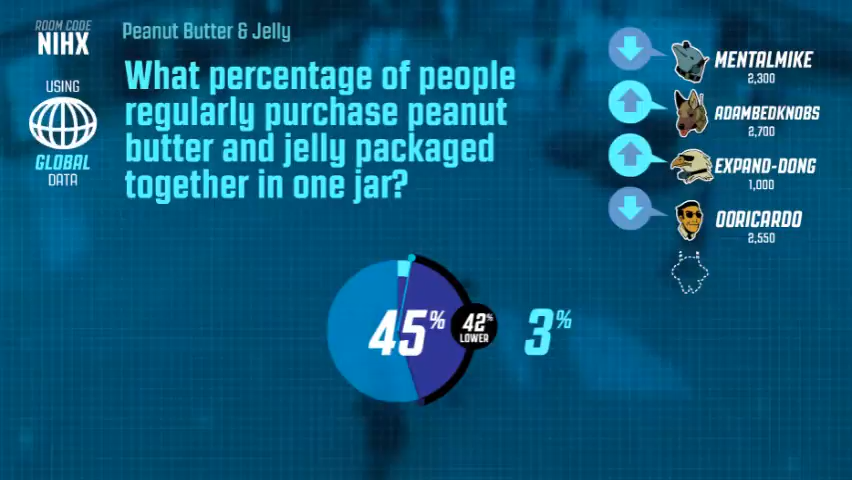 ROOM CODE
NIHX
USING
GLOBAL
DATA
Peanut Butter & Jelly
What percentage of people
regularly purchase peanut
butter and jelly packaged
together in one jar?
MENTALMIKE
2,300
ADAMBEDKNOBS
2,700
EXPAND-DONG
1,000
OORICARDO
2,550
45%
42%
LOWER
3%